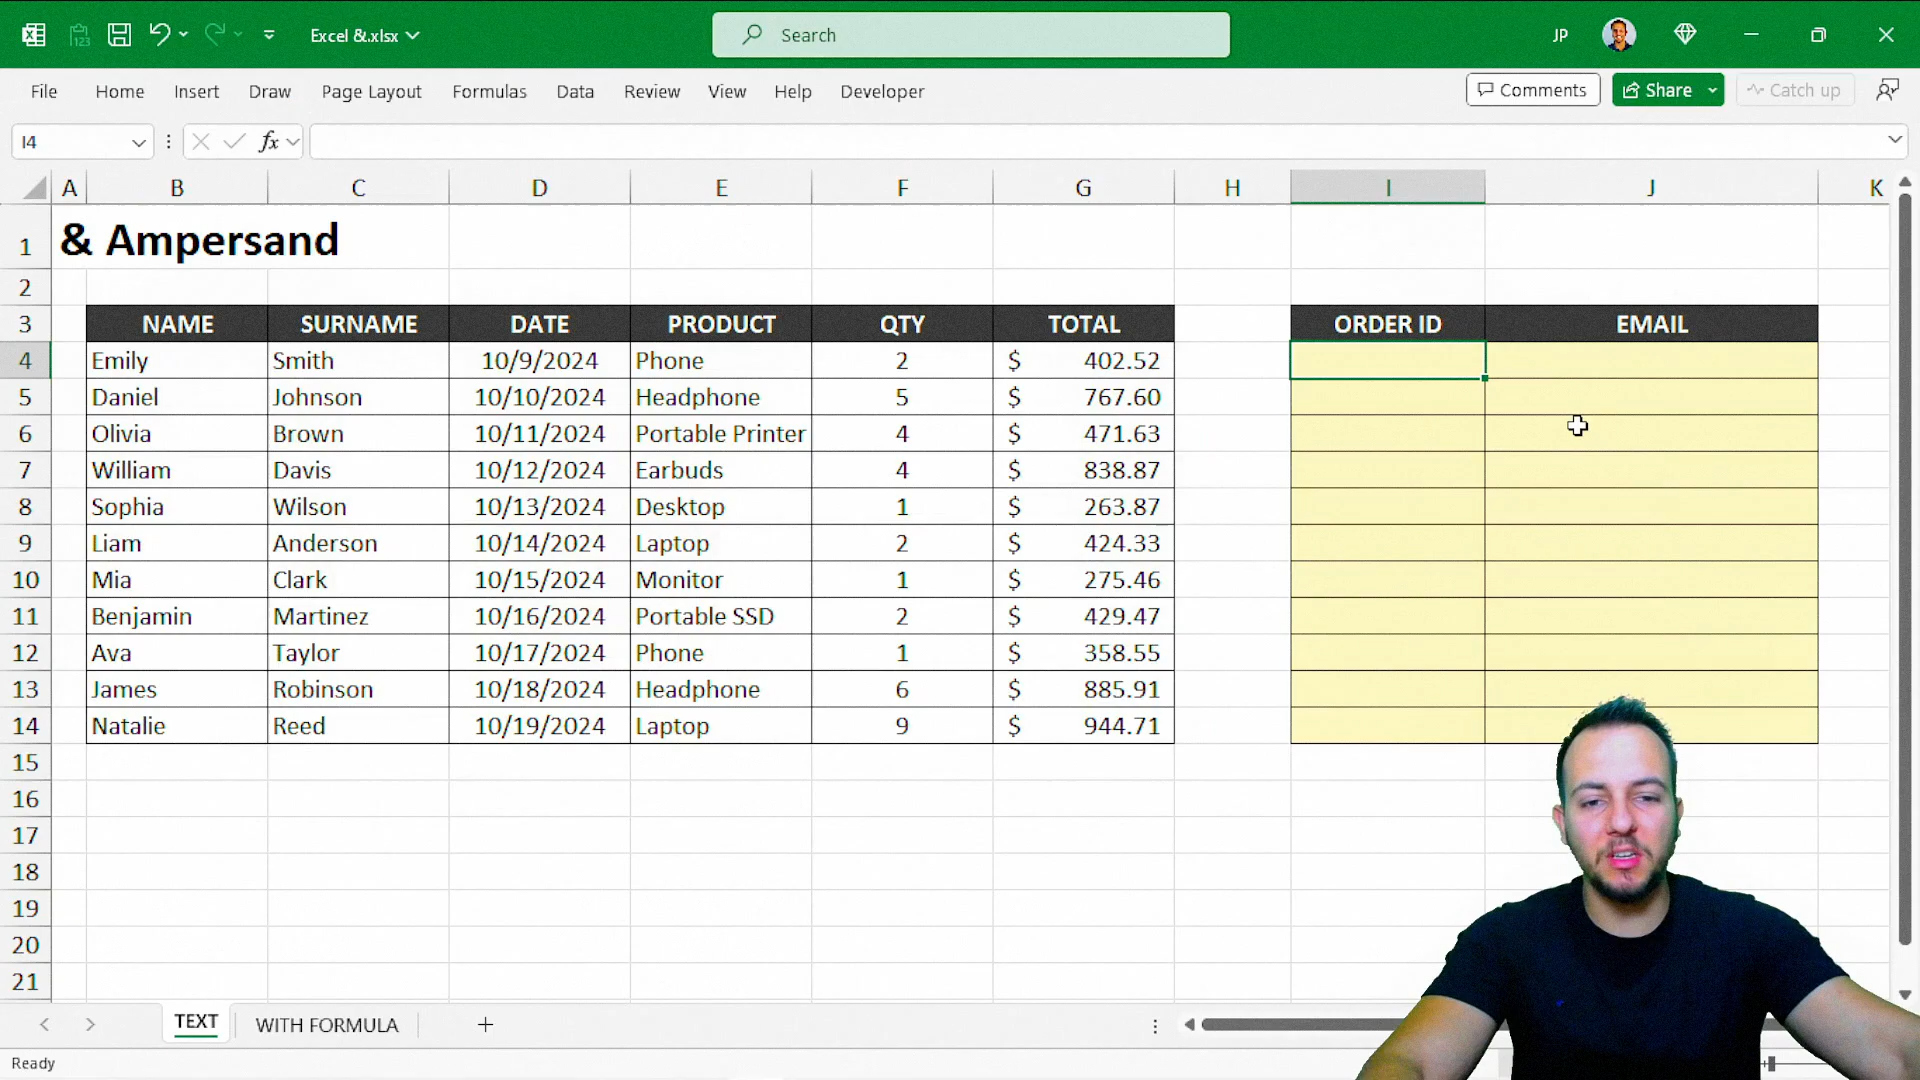 Excel &.xlsx
Search
JP
File Home Insert Draw Page Layout Formulas Data Review View Help Developer
Comments Share Catch up
I4 fx
A B C D E F G H I J K
1 & Ampersand
2
3 NAME SURNAME DATE PRODUCT QTY TOTAL ORDER ID EMAIL
4 Emily Smith 10/9/2024 Phone 2 $ 402.52
5 Daniel Johnson 10/10/2024 Headphone 5 $ 767.60
6 Olivia Brown 10/11/2024 Portable Printer 4 $ 471.63
7 William Davis 10/12/2024 Earbuds 4 $ 838.87
8 Sophia Wilson 10/13/2024 Desktop 1 $ 263.87
9 Liam Anderson 10/14/2024 Laptop 2 $ 424.33
10 Mia Clark 10/15/2024 Monitor 1 $ 275.46
11 Benjamin Martinez 10/16/2024 Portable SSD 2 $ 429.47
12 Ava Taylor 10/17/2024 Phone 1 $ 358.55
13 James Robinson 10/18/2024 Headphone 6 $ 885.91
14 Natalie Reed 10/19/2024 Laptop 9 $ 944.71
15
16
17
18
19
20
21
TEXT WITH FORMULA
Ready